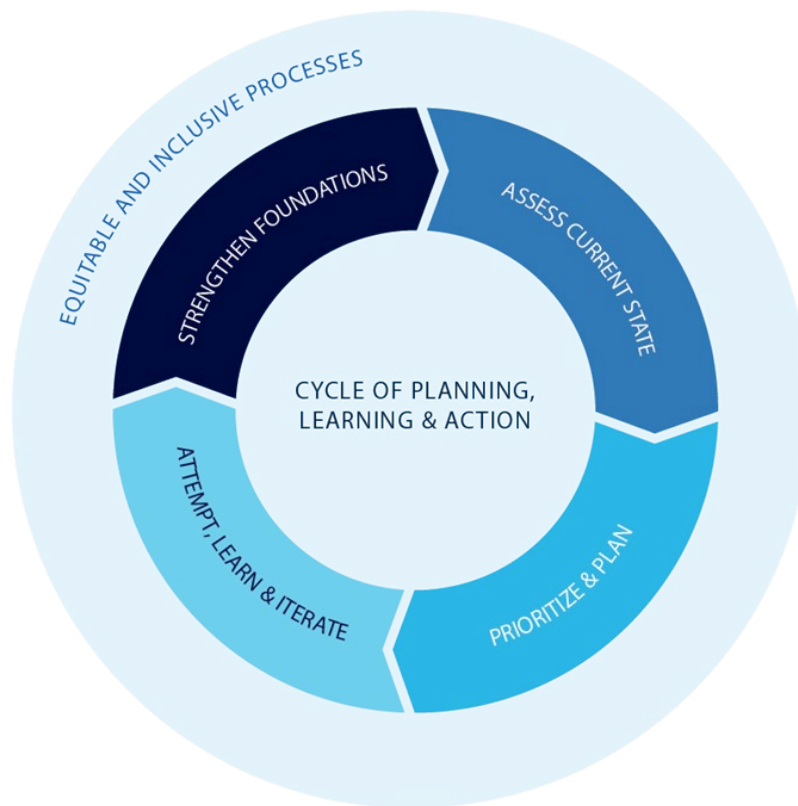 EQUITABLE AND INCLUSIVE PROCESSES
STRENGTHEN FOUNDATIONS
ASSESS CURRENT STATE
CYCLE OF PLANNING,
LEARNING & ACTION
ATTEMPT, LEARN & ITERATE
PRIORITIZE & PLAN